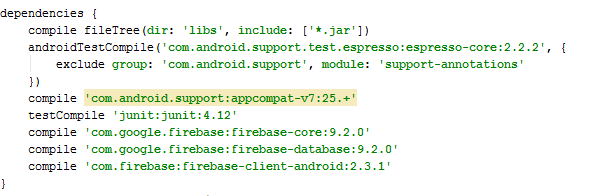 dependencies {
    compile fileTree(dir: 'libs', include: ['*.jar'])
    androidTestCompile('com.android.support.test.espresso:espresso-core:2.2.2', {
        exclude group: 'com.android.support', module: 'support-annotations'
    })
    compile 'com.android.support:appcompat-v7:25.+'
    testCompile 'junit:junit:4.12'
    compile 'com.google.firebase:firebase-core:9.2.0'
    compile 'com.google.firebase:firebase-database:9.2.0'
    compile 'com.firebase:firebase-client-android:2.3.1'
}